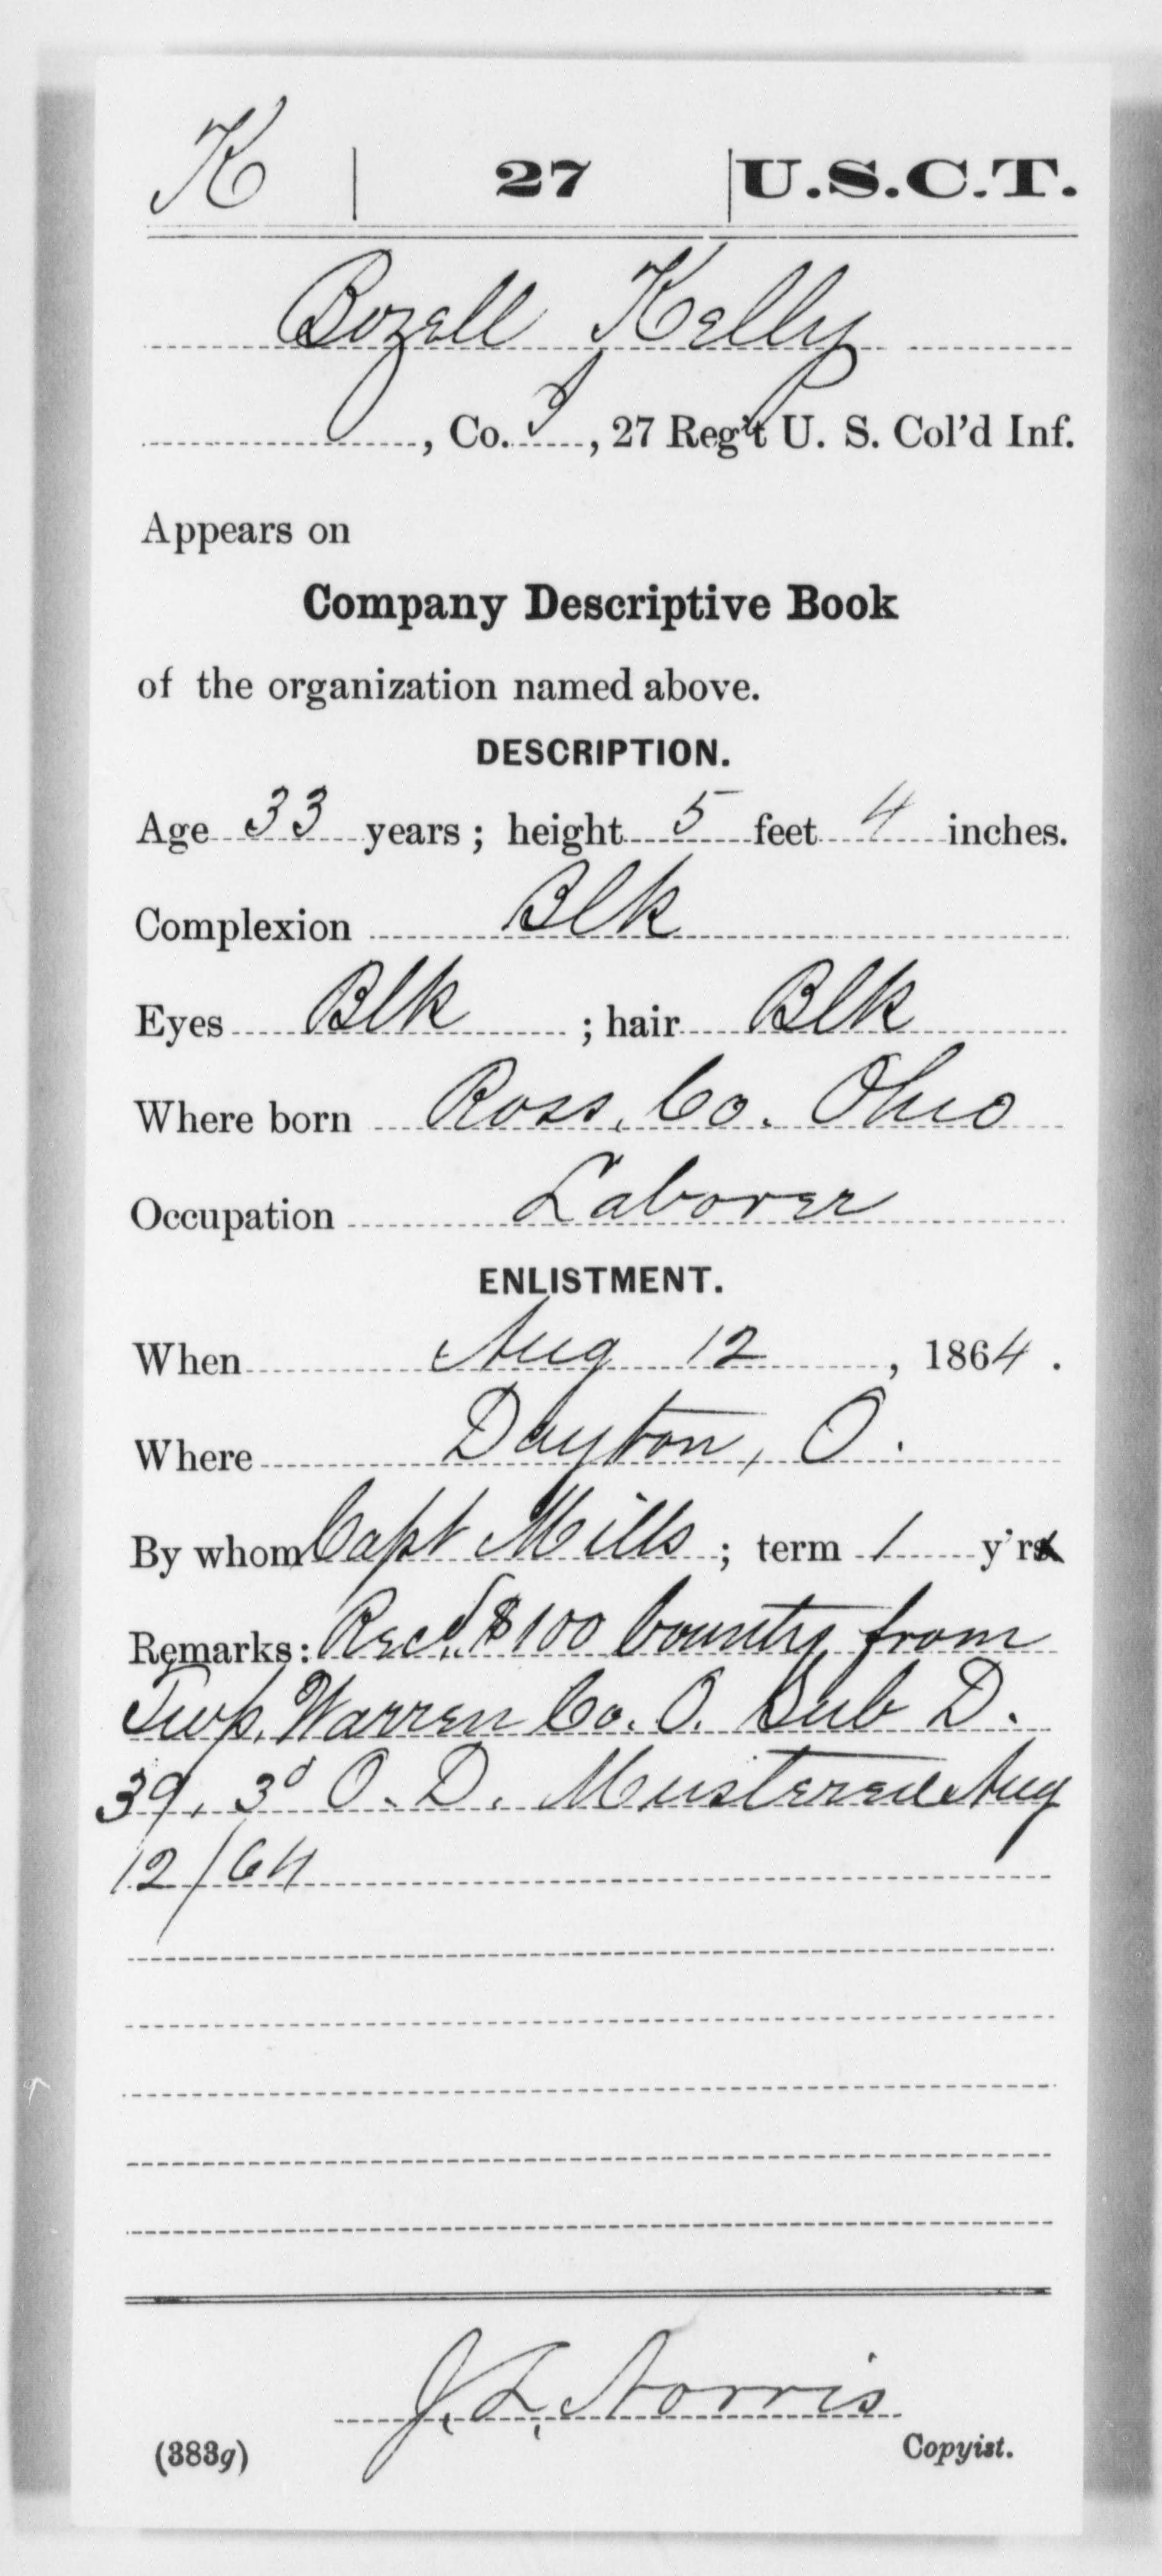 K | 27 | U.S.C.T.
Bozell Kelly
, Co. I, 27 Reg't U. S. Col'd Inf.
Appears on
Company Descriptive Book
of the organization named above.
DESCRIPTION.
Age 33 years; height 5 feet 4 inches.
Complexion Blk
Eyes Blk ; hair Blk
Where born Ross, Co. Ohio
Occupation Laborer
ENLISTMENT.
When Aug 12, 1864.
Where Dayton, O.
By whom Capt Mills; term 1 y'rs
Remarks: Recd. $100 bounty from
Twp. Warren Co. O. Sub D.
39, 3d O. D. Mustered Aug
12/64
J. L. Norris
(383g) Copyist.